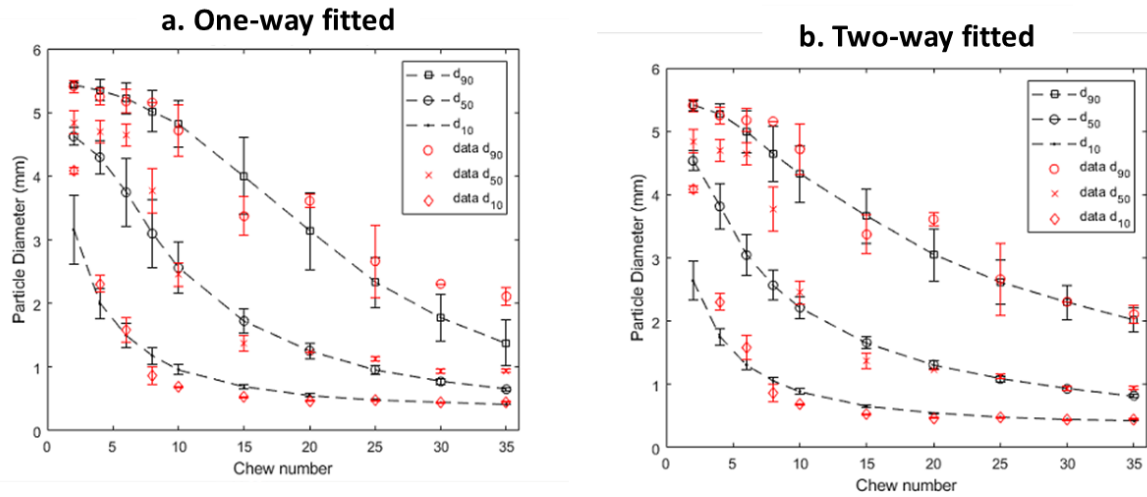 a. One-way fitted
6
5
4
3
2
1
0
Particle Diameter (mm)
0 5 10 15 20 25 30 35
Chew number
d90
d50
d10
data d90
data d50
data d10
b. Two-way fitted
6
5
4
3
2
1
0
Particle Diameter (mm)
0 5 10 15 20 25 30 35
Chew number
d90
d50
d10
data d90
data d50
data d10